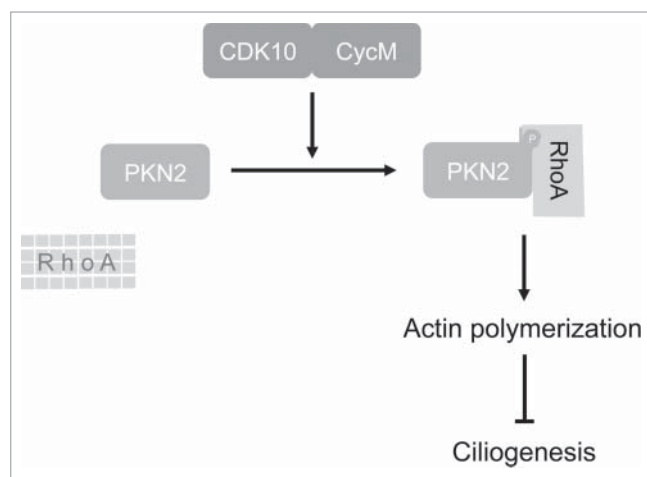 CDK10 CycM
PKN2
PKN2
P
RhoA
RhoA
Actin polymerization
Ciliogenesis